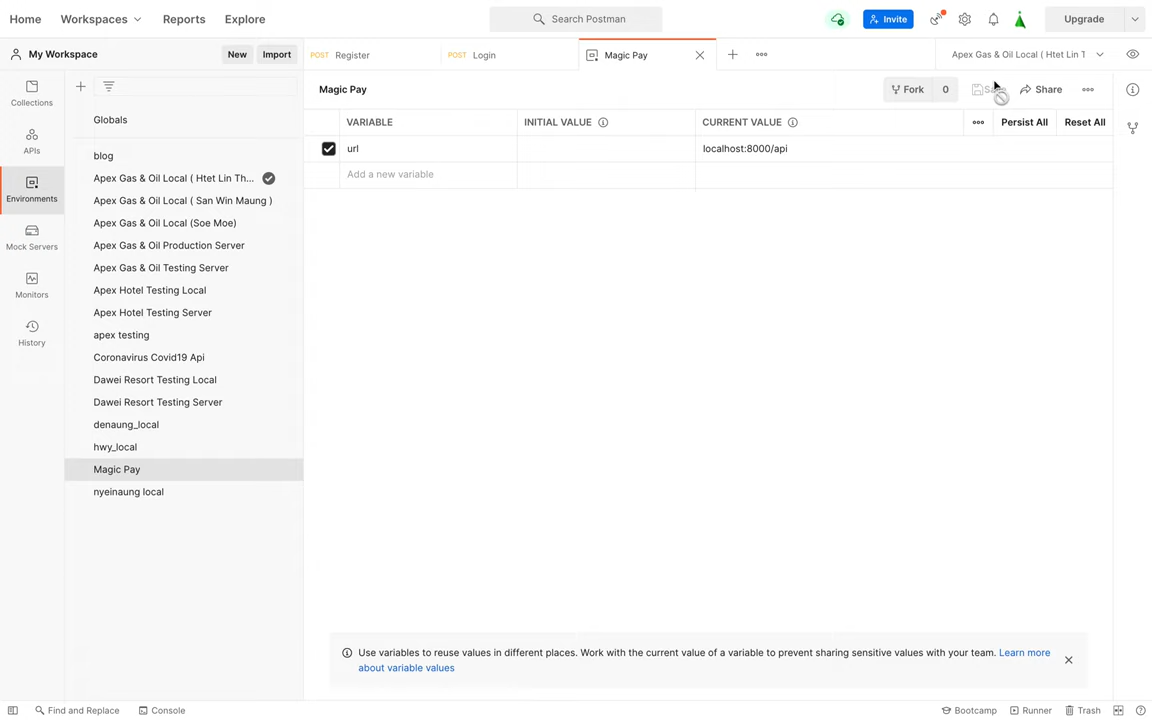 Home
Workspaces
Reports
Explore
Search Postman
Invite
Upgrade
My Workspace
New
Import
POST Register
POST Login
Magic Pay
Apex Gas & Oil Local ( Htet Lin T
Collections
APIs
Environments
Mock Servers
Monitors
History
Globals
blog
Apex Gas & Oil Local ( Htet Lin Th...
Apex Gas & Oil Local ( San Win Maung )
Apex Gas & Oil Local (Soe Moe)
Apex Gas & Oil Production Server
Apex Gas & Oil Testing Server
Apex Hotel Testing Local
Apex Hotel Testing Server
apex testing
Coronavirus Covid19 Api
Dawei Resort Testing Local
Dawei Resort Testing Server
denaung_local
hwy_local
Magic Pay
nyeinaung local
Magic Pay
Fork 0
Share
VARIABLE
INITIAL VALUE
CURRENT VALUE
Persist All
Reset All
url
localhost:8000/api
Add a new variable
Use variables to reuse values in different places. Work with the current value of a variable to prevent sharing sensitive values with your team. Learn more
about variable values
Find and Replace
Console
Bootcamp
Runner
Trash